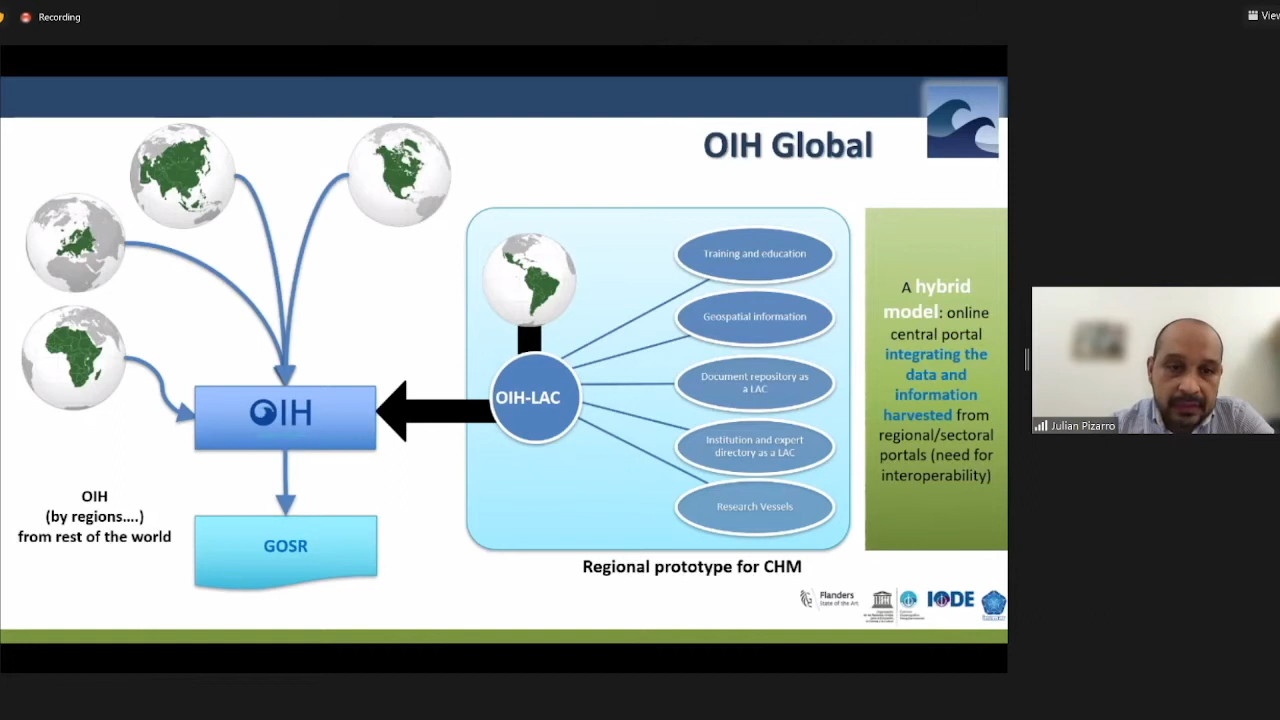 Recording
View
OIH Global
Training and education
Geospatial information
Document repository as
a LAC
Institution and expert
directory as a LAC
Research Vessels
OIH-LAC
OIH
GOSR
OIH
(by regions....)
from rest of the world
Regional prototype for CHM
A hybrid
model: online
central portal
integrating the
data and
information
harvested from
regional/sectoral
portals (need for
interoperability)
Flanders
State of the Art
IODE
Julian Pizarro